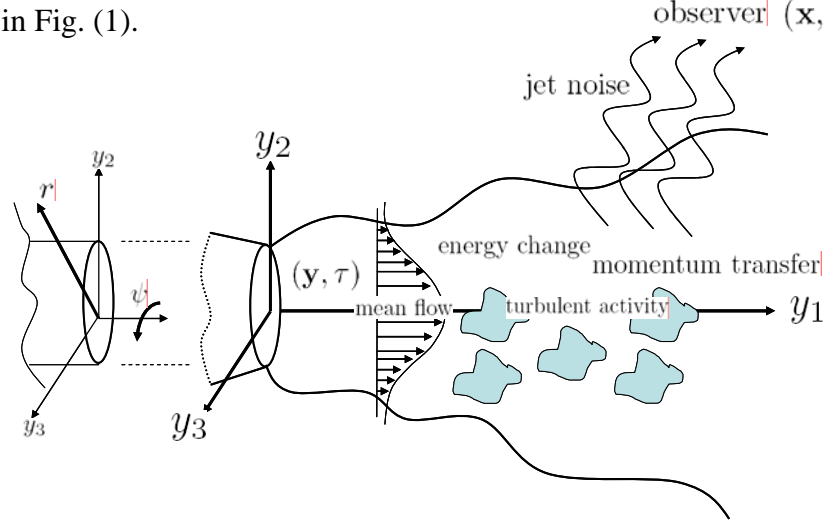 in Fig. (1).
observer (x,
jet noise
y2
y2
r
energy change
momentum transfer
(y, τ)
ψ
mean flow
turbulent activity
y1
y3
y3